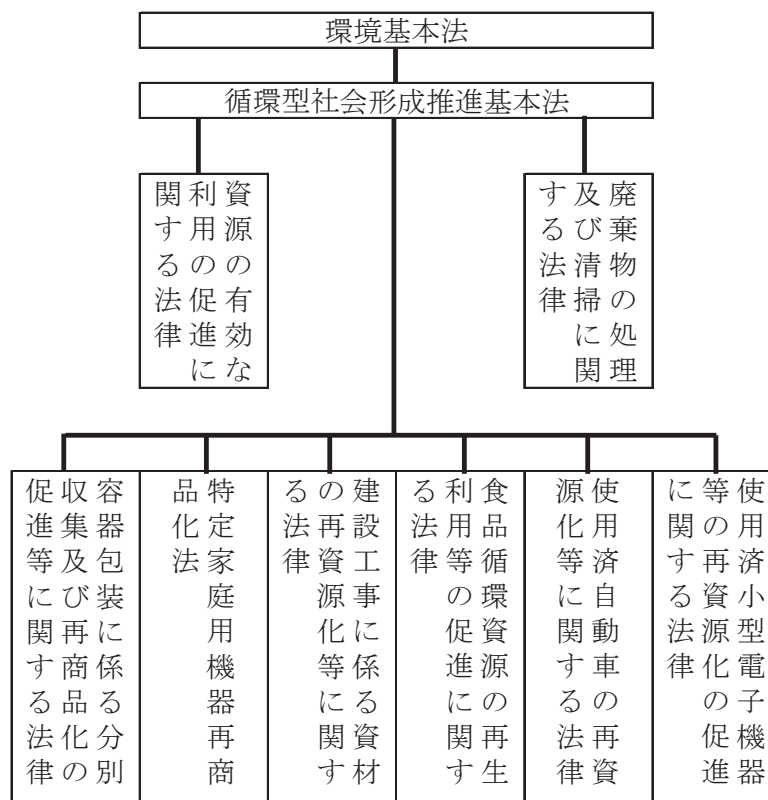 環境基本法
循環型社会形成推進基本法
資源の有効な
利用の促進に
関する法律
廃棄物の処理
及び清掃に関
する法律
容器包装に係る分別
収集及び再商品化の
促進等に関する法律
特定家庭用機器再商
品化法
建設工事に係る資材
の再資源化等に関す
る法律
食品循環資源の再生
利用等の促進に関す
る法律
使用済自動車の再資
源化等に関する法律
使用済小型電子機器
等の再資源化の促進
に関する法律